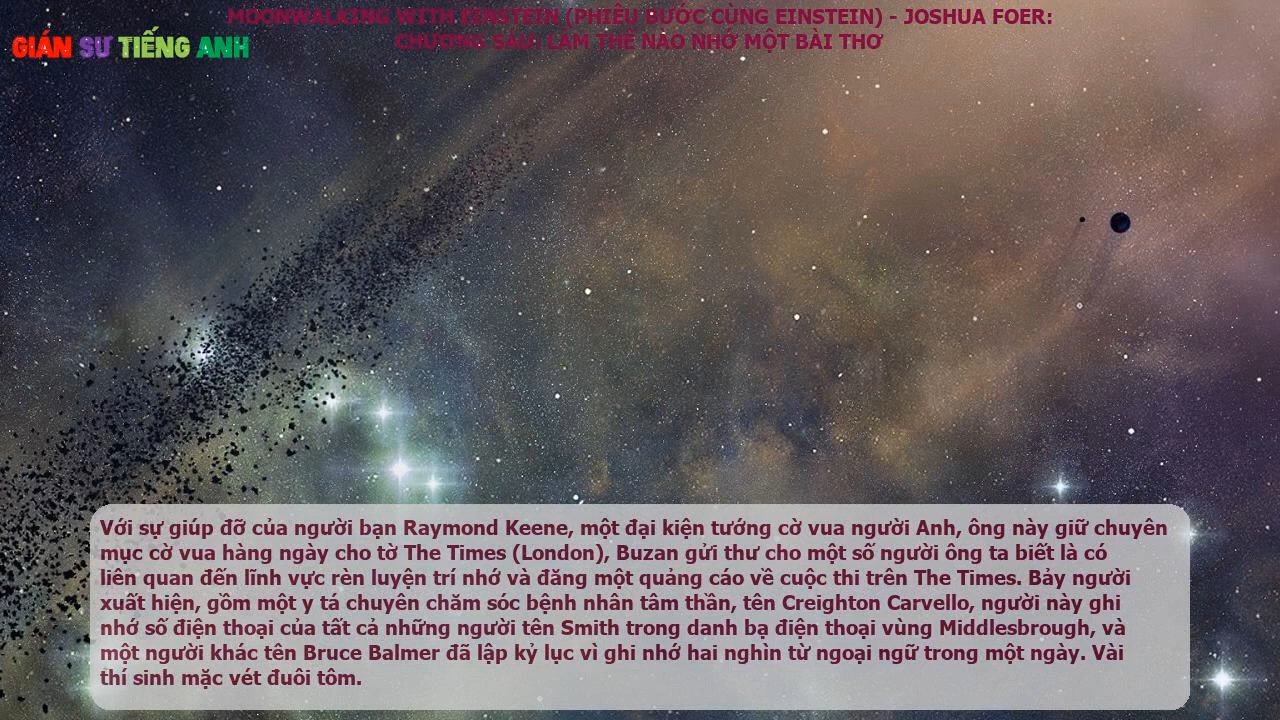 MOONWALKING WITH EINSTEIN (PHIÊU BƯỚC CÙNG EINSTEIN) - JOSHUA FOER:
CHƯƠNG SÁU: LÀM THẾ NÀO NHỚ MỘT BÀI THƠ
GIÁN SỨ TIẾNG ANH
Với sự giúp đỡ của người bạn Raymond Keene, một đại kiện tướng cờ vua người Anh, ông này giữ chuyên
mục cờ vua hàng ngày cho tờ The Times (London), Buzan gửi thư cho một số người ông ta biết là có
liên quan đến lĩnh vực rèn luyện trí nhớ và đăng một quảng cáo về cuộc thi trên The Times. Bảy người
xuất hiện, gồm một y tá chuyên chăm sóc bệnh nhân tâm thần, tên Creighton Carvello, người này ghi
nhớ số điện thoại của tất cả những người tên Smith trong danh bạ điện thoại vùng Middlesbrough, và
một người khác tên Bruce Balmer đã lập kỷ lục vì ghi nhớ hai nghìn từ ngoại ngữ trong một ngày. Vài
thí sinh mặc vét đuôi tôm.